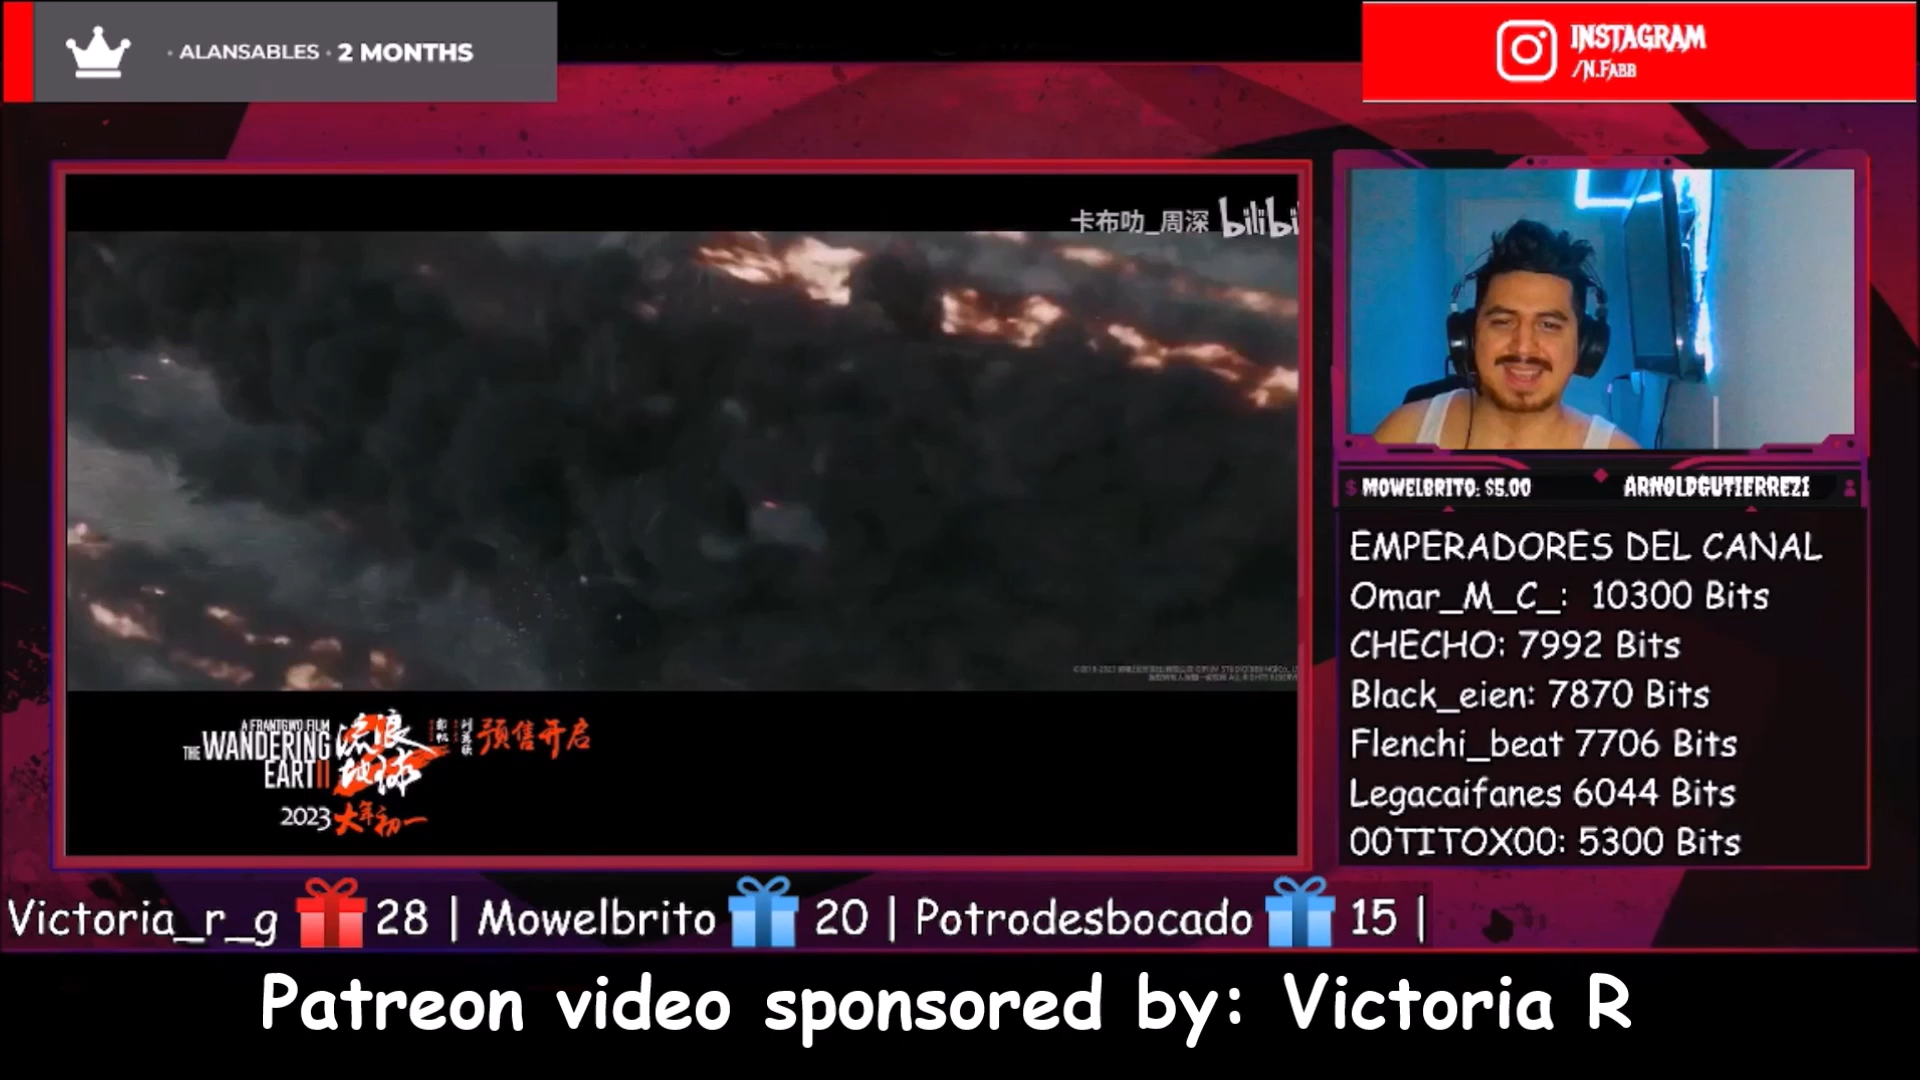 · ALANSABLES · 2 MONTHS
INSTAGRAM
/N.FABB
卡布叻_周深 bilibi
A FRANTGWO FILM
THE WANDERING
EARTH II
流浪
地球
预售开启
2023 大年初一
$ MOWELBRITO: $5.00
ARNOLDGUTIERREZ1
EMPERADORES DEL CANAL
Omar_M_C_: 10300 Bits
CHECHO: 7992 Bits
Black_eien: 7870 Bits
Flenchi_beat 7706 Bits
Legacaifanes 6044 Bits
00TITOX00: 5300 Bits
Victoria_r_g 28 | Mowelbrito 20 | Potrodesbocado 15 |
Patreon video sponsored by: Victoria R